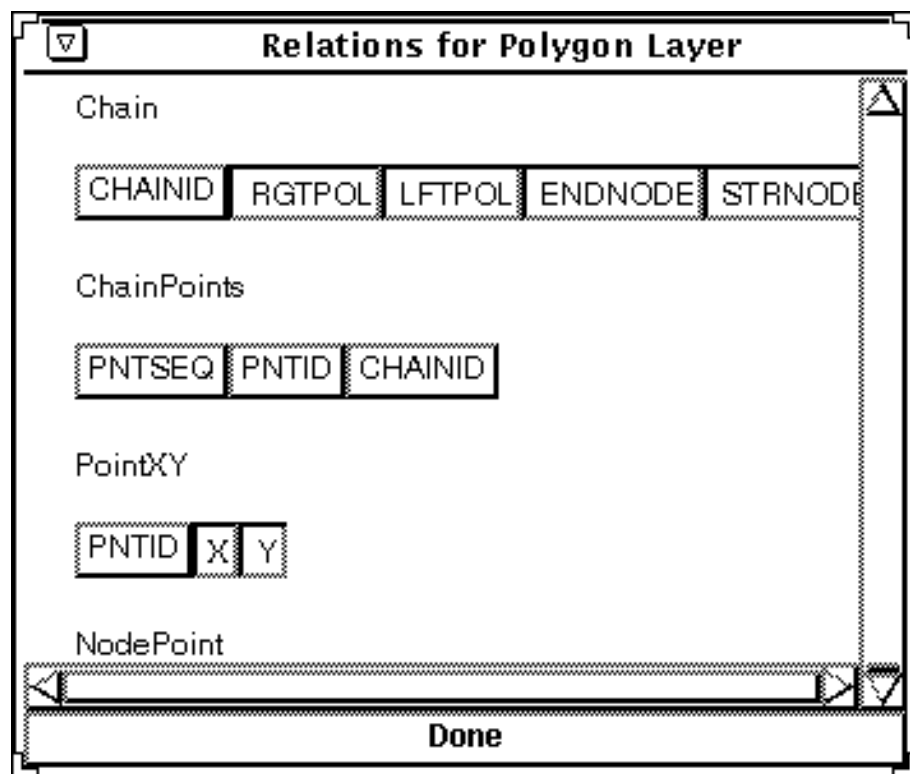 Relations for Polygon Layer
Chain
CHAINID RGTPOL LFTPOL ENDNODE STRNODE
ChainPoints
PNTSEQ PNTID CHAINID
PointXY
PNTID X Y
NodePoint
Done